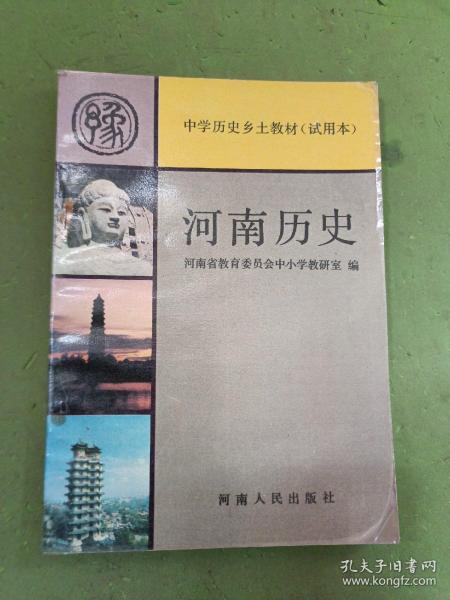 豫
中学历史乡土教材（试用本）
河南历史
河南省教育委员会中小学教研室 编
河南人民出版社
孔夫子旧书网
www.kongfz.com